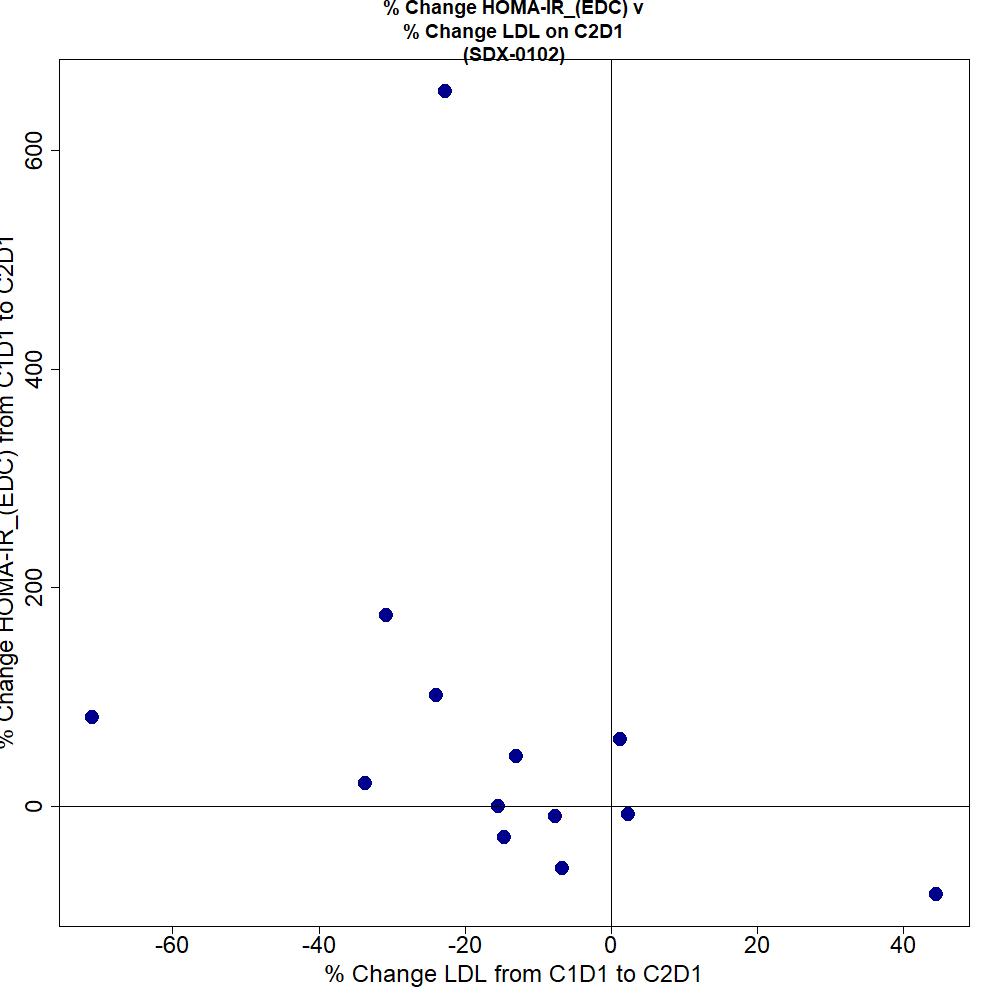 % Change HOMA-IR_(EDC) v
% Change LDL on C2D1
(SDX-0102)
% Change HOMA-IR_(EDC) from C1D1 to C2D1
600
400
200
0
-60
-40
-20
0
20
40
% Change LDL from C1D1 to C2D1